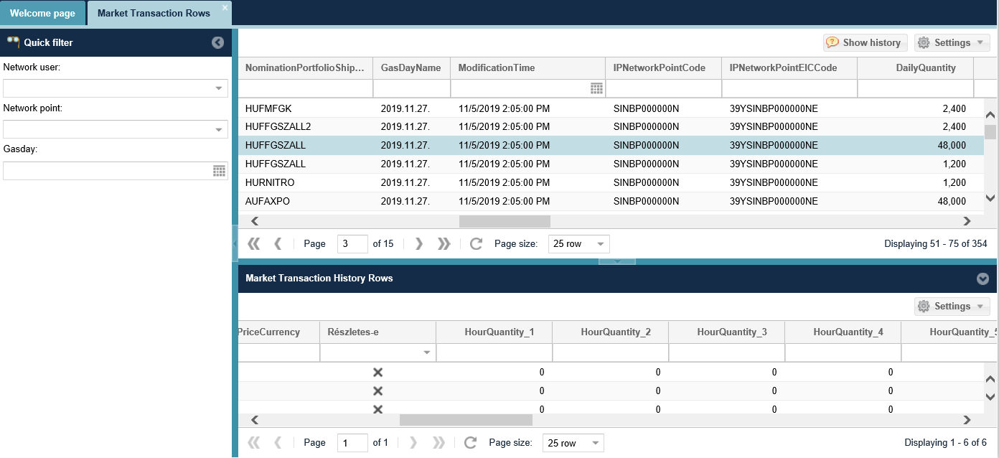 Welcome page
Market Transaction Rows
Quick filter
Network user:
Network point:
Gasday:
Show history
Settings
NominationPortfolioShip... GasDayName ModificationTime IPNetworkPointCode IPNetworkPointEICCode DailyQuantity
HUFMFGK 2019.11.27. 11/5/2019 2:05:00 PM SINBP000000N 39YSINBP000000NE 2,400
HUFFGSZALL2 2019.11.27. 11/5/2019 2:05:00 PM SINBP000000N 39YSINBP000000NE 2,400
HUFFGSZALL 2019.11.27. 11/5/2019 2:05:00 PM SINBP000000N 39YSINBP000000NE 48,000
HUFFGSZALL 2019.11.27. 11/5/2019 2:05:00 PM SINBP000000N 39YSINBP000000NE 1,200
HURNITRO 2019.11.27. 11/5/2019 2:05:00 PM SINBP000000N 39YSINBP000000NE 1,200
AUFAXPO 2019.11.27. 11/5/2019 2:05:00 PM SINBP000000N 39YSINBP000000NE 48,000
Page 3 of 15 Page size: 25 row Displaying 51 - 75 of 354
Market Transaction History Rows
Settings
PriceCurrency Részletes-e HourQuantity_1 HourQuantity_2 HourQuantity_3 HourQuantity_4 HourQuantity_5
0 0 0 0
0 0 0 0
0 0 0 0
Page 1 of 1 Page size: 25 row Displaying 1 - 6 of 6